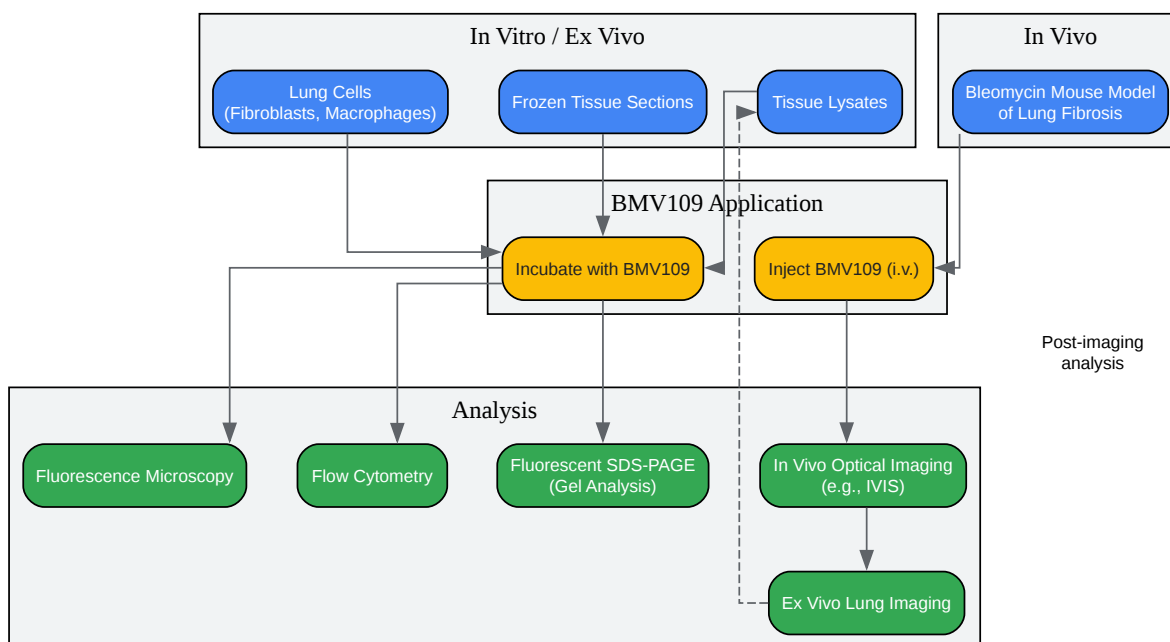 In Vitro / Ex Vivo
In Vivo
Lung Cells
(Fibroblasts, Macrophages)
Frozen Tissue Sections
Tissue Lysates
Bleomycin Mouse Model
of Lung Fibrosis
BMV109 Application
Incubate with BMV109
Inject BMV109 (i.v.)
Post-imaging
analysis
Analysis
Fluorescence Microscopy
Flow Cytometry
Fluorescent SDS-PAGE
(Gel Analysis)
In Vivo Optical Imaging
(e.g., IVIS)
Ex Vivo Lung Imaging